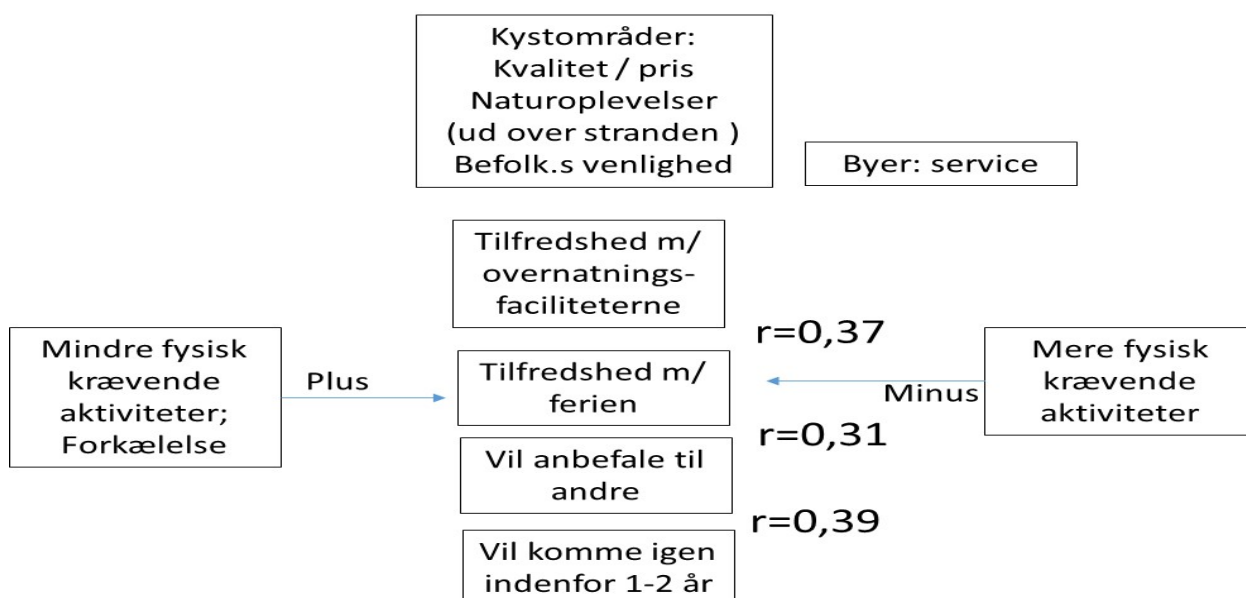 Kystområder:
Kvalitet / pris
Naturoplevelser
(ud over stranden )
Befolk.s venlighed
Byer: service
Tilfredshed m/
overnatnings-
faciliteterne
r=0,37
Mindre fysisk
krævende
aktiviteter;
Forkælelse
Plus
Tilfredshed m/
ferien
Minus
Mere fysisk
krævende
aktiviteter
r=0,31
Vil anbefale til
andre
r=0,39
Vil komme igen
indenfor 1-2 år